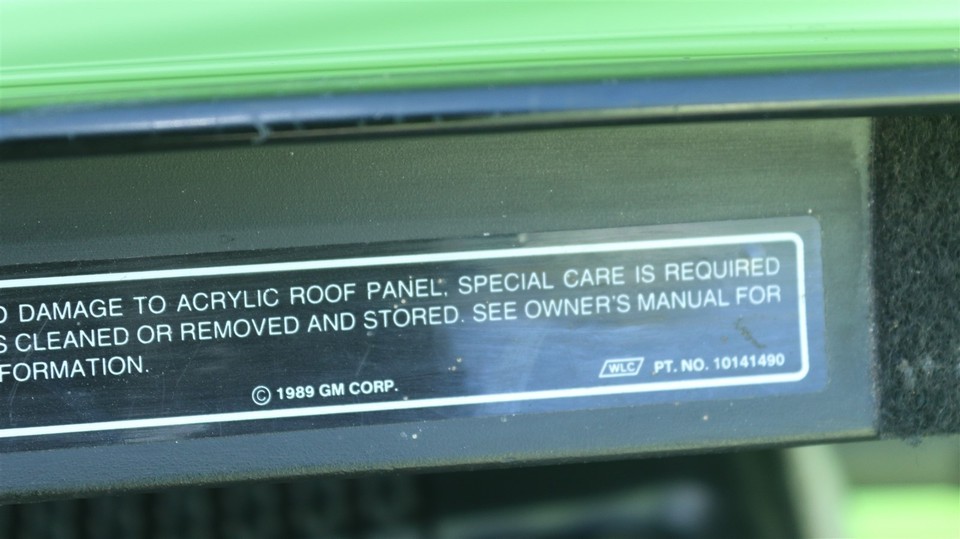 DAMAGE TO ACRYLIC ROOF PANEL. SPECIAL CARE IS REQUIRED
S CLEANED OR REMOVED AND STORED. SEE OWNER'S MANUAL FOR
FORMATION.
WLC PT. NO. 10141490
© 1989 GM CORP.